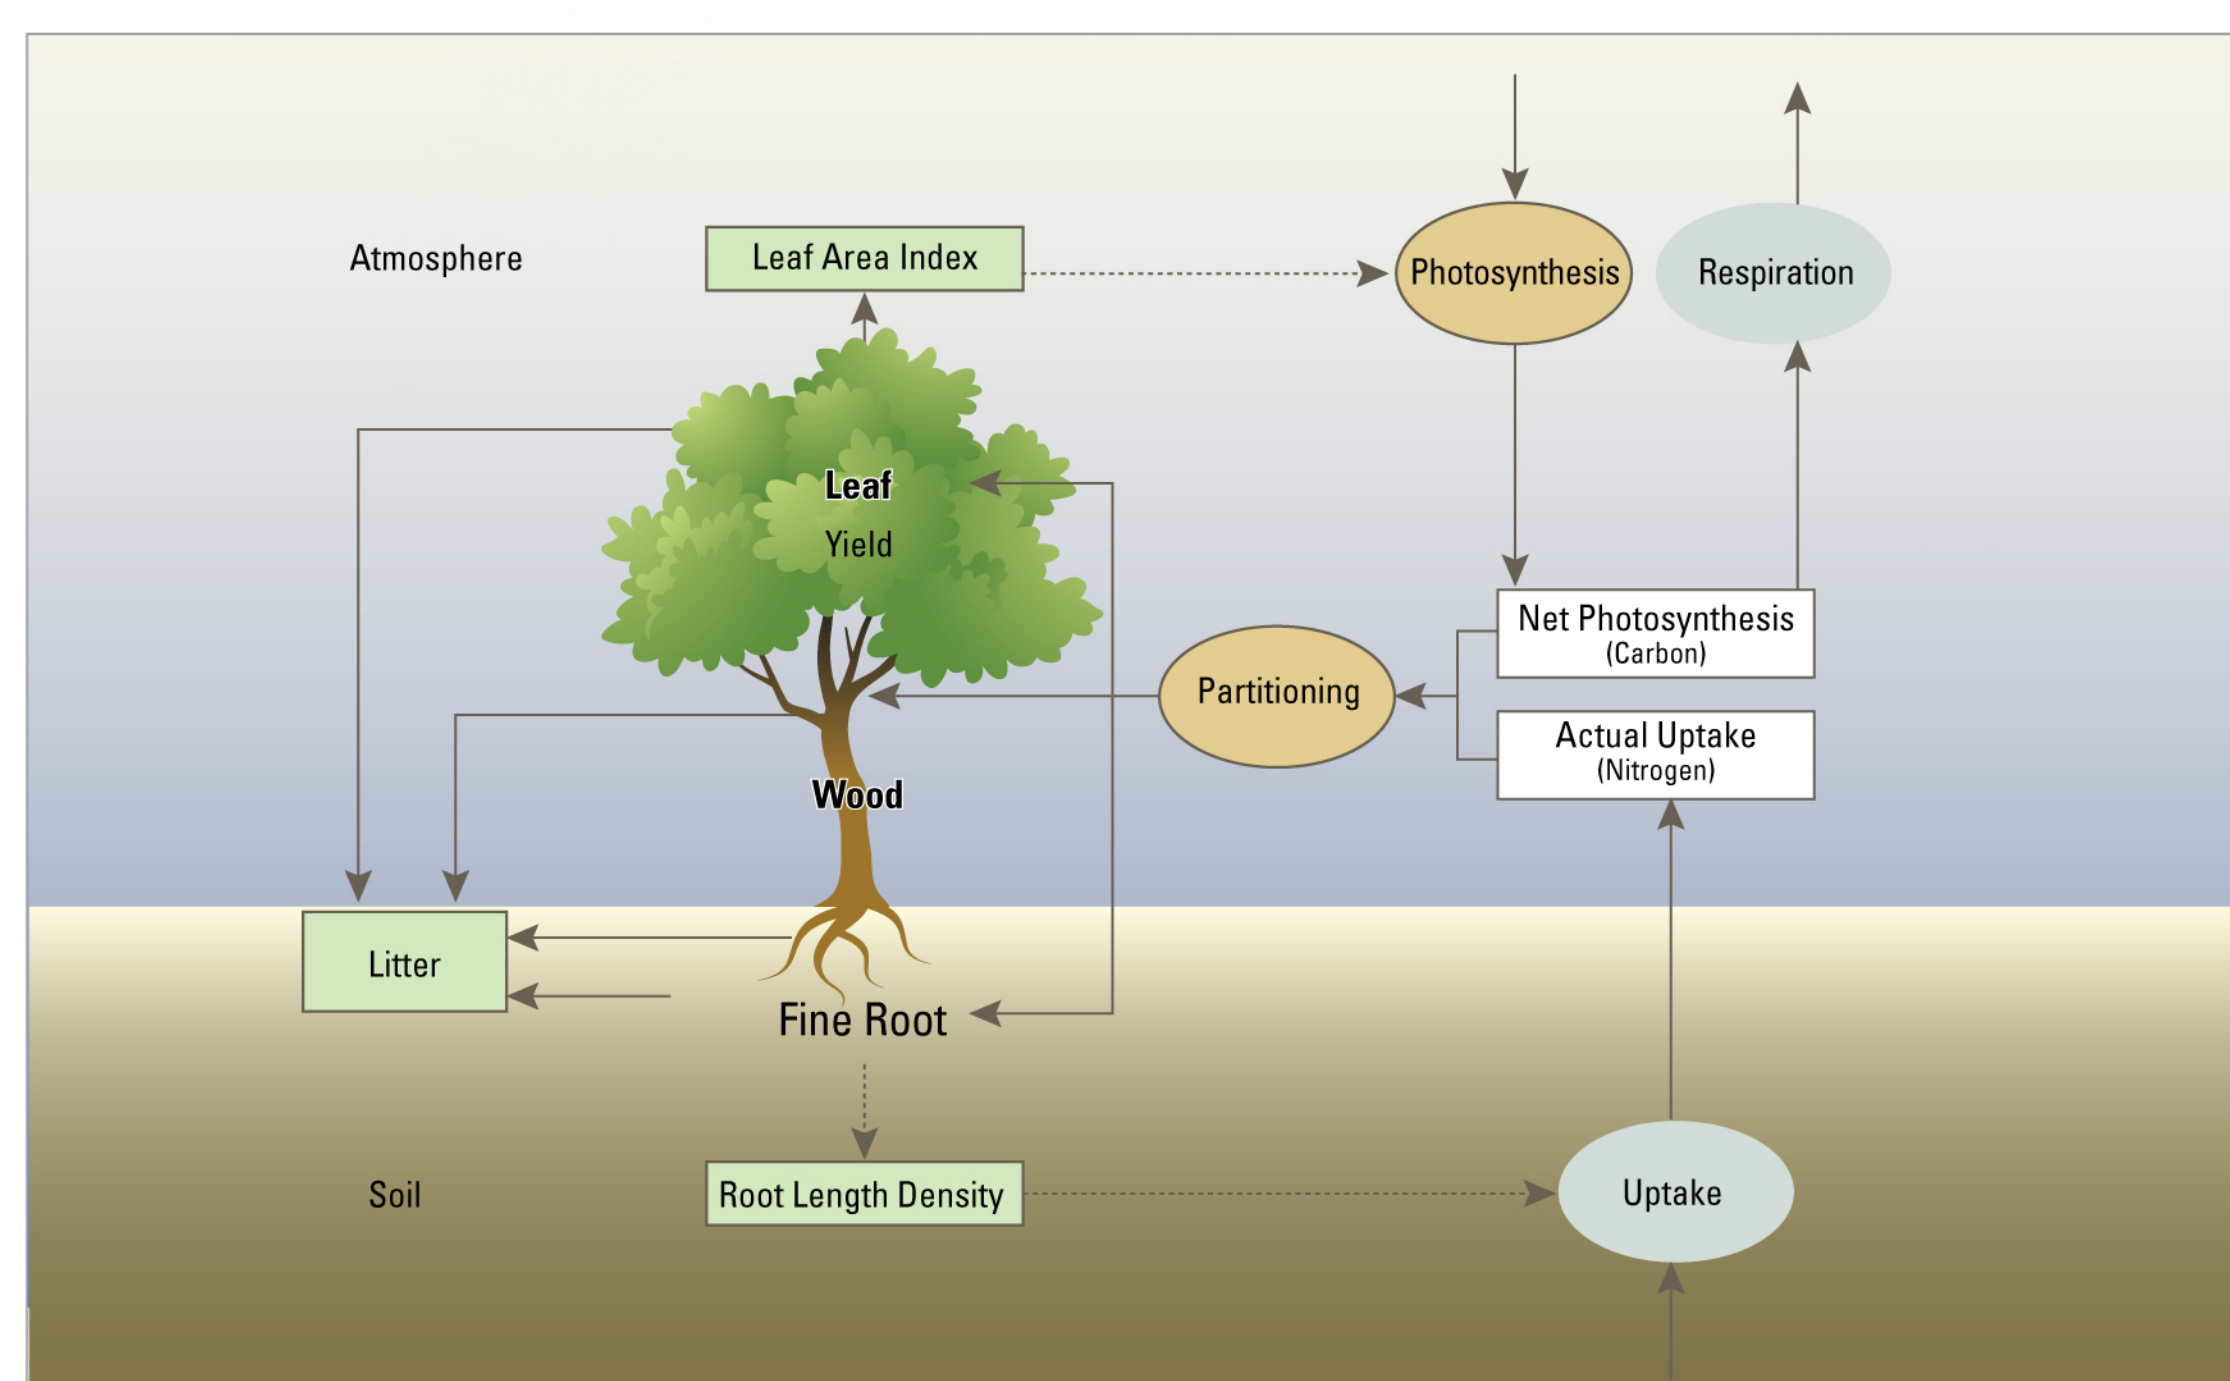 Atmosphere
Leaf Area Index
Photosynthesis
Respiration
Leaf
Yield
Net Photosynthesis
(Carbon)
Partitioning
Actual Uptake
(Nitrogen)
Wood
Litter
Fine Root
Soil
Root Length Density
Uptake